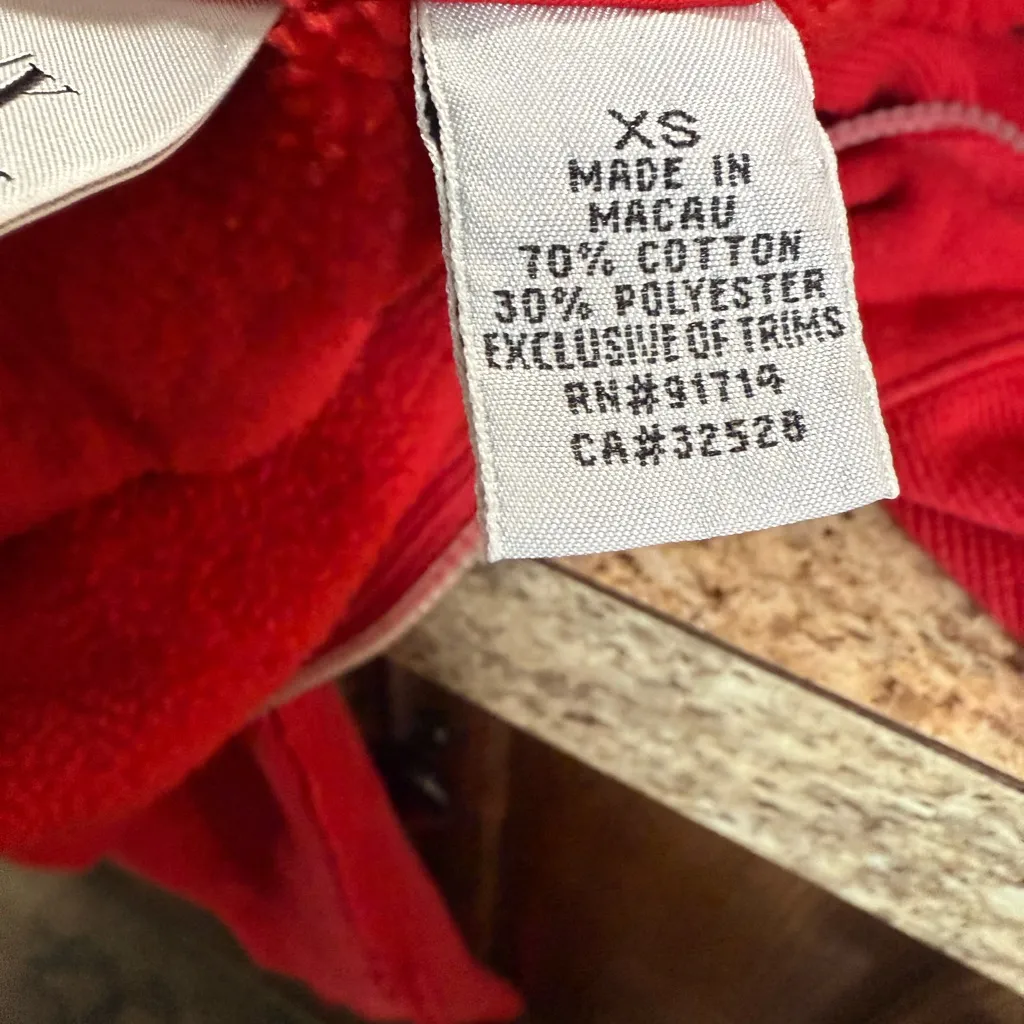 XS
MADE IN
MACAU
70% COTTON
30% POLYESTER
EXCLUSIVE OF TRIMS
RN#91719
CA#32528